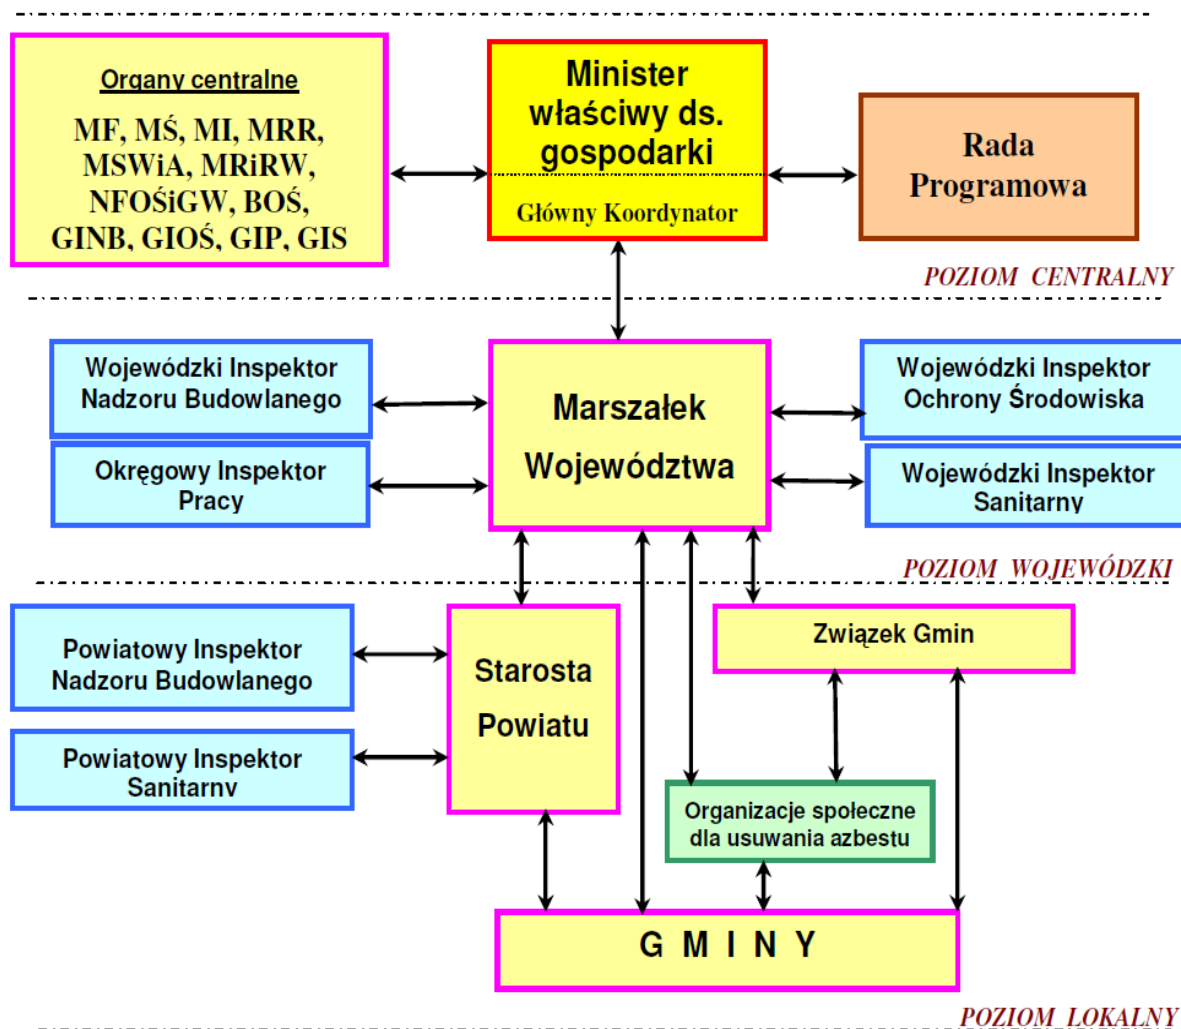 Organy centralne
MF, MŚ, MI, MRR,
MSWiA, MRiRW,
NFOŚiGW, BOŚ,
GINB, GIOŚ, GIP, GIS
Minister
właściwy ds.
gospodarki
Główny Koordynator
Rada
Programowa
POZIOM CENTRALNY
Wojewódzki Inspektor
Nadzoru Budowlanego
Okręgowy Inspektor
Pracy
Marszałek
Województwa
Wojewódzki Inspektor
Ochrony Środowiska
Wojewódzki Inspektor
Sanitarny
POZIOM WOJEWÓDZKI
Powiatowy Inspektor
Nadzoru Budowlanego
Powiatowy Inspektor
Sanitarny
Starosta
Powiatu
Związek Gmin
Organizacje społeczne
dla usuwania azbestu
G M I N Y
POZIOM LOKALNY